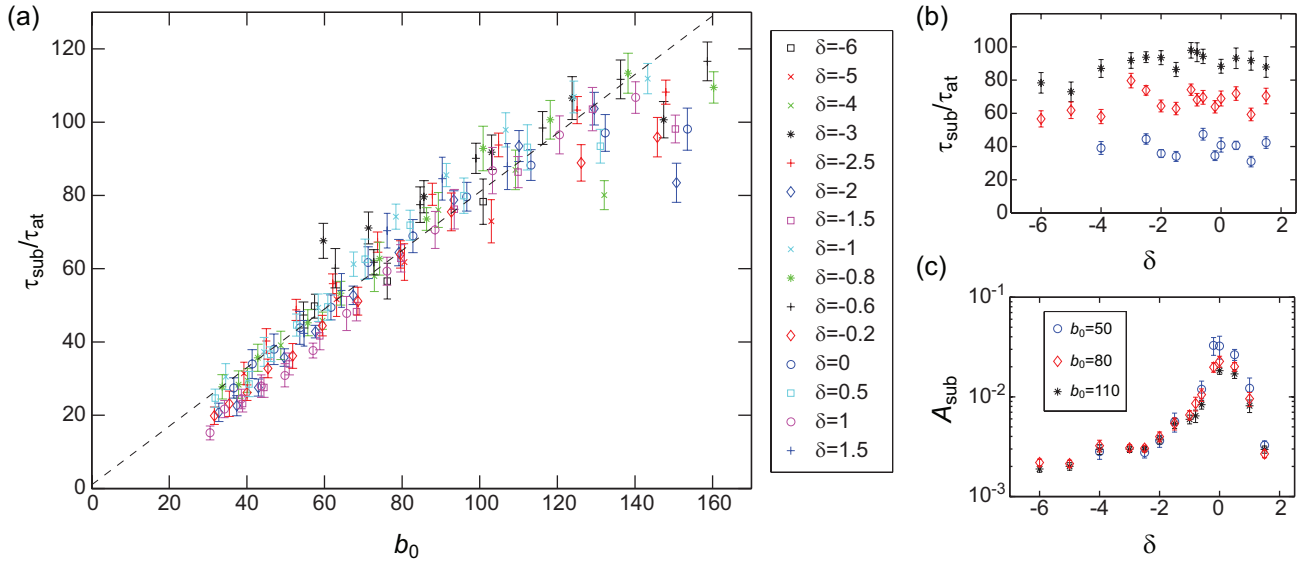 (a)
τsub/τat
120
100
80
60
40
20
0
0 20 40 60 80 100 120 140 160
b0
δ=-6
δ=-5
δ=-4
δ=-3
δ=-2.5
δ=-2
δ=-1.5
δ=-1
δ=-0.8
δ=-0.6
δ=-0.2
δ=0
δ=0.5
δ=1
δ=1.5
(b)
τsub/τat
100
80
60
40
20
0
-6 -4 -2 0 2
δ
(c)
Asub
10-1
10-2
10-3
b0=50
b0=80
b0=110
-6 -4 -2 0 2
δ